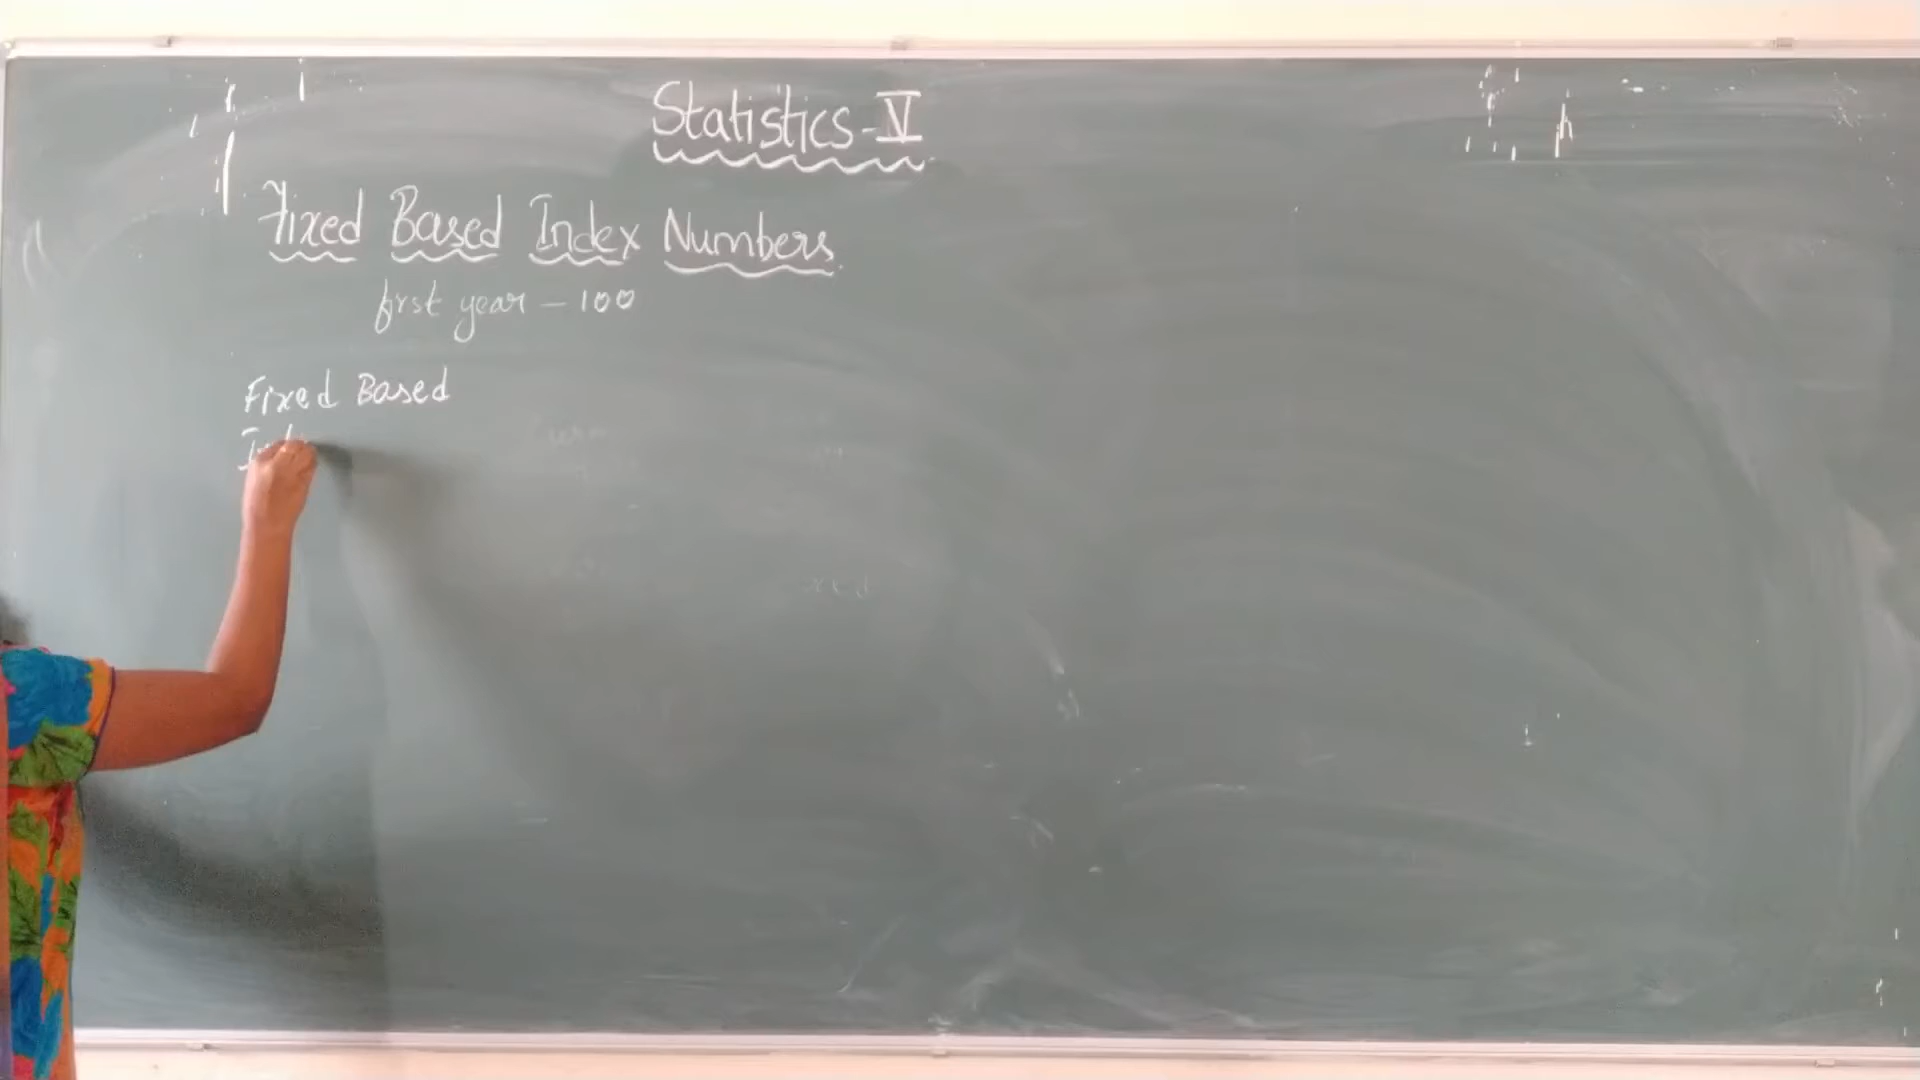 Statistics-V
Fixed Based Index Numbers.
first year - 100
Fixed Based